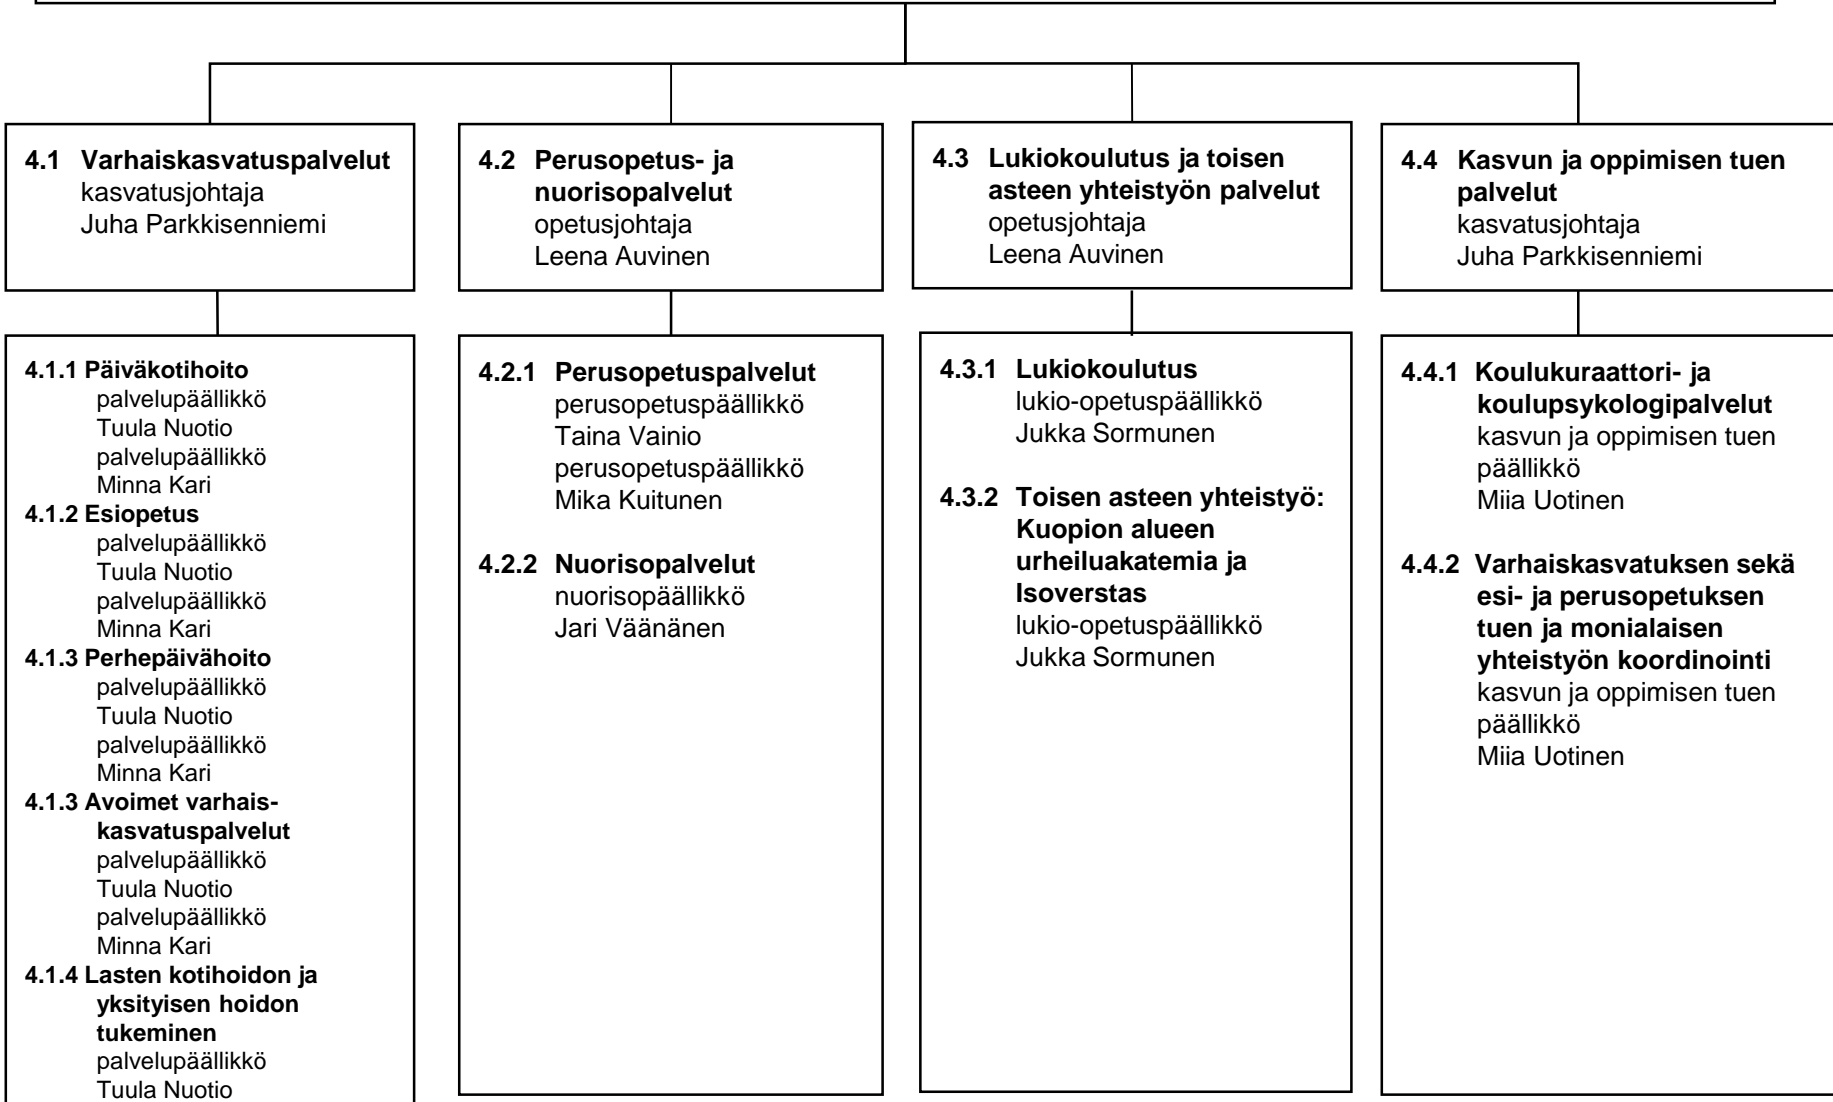 4.1 Varhaiskasvatuspalvelut
kasvatusjohtaja
Juha Parkkisenniemi
4.1.1 Päiväkotihoito
palvelupäällikkö
Tuula Nuotio
palvelupäällikkö
Minna Kari
4.1.2 Esiopetus
palvelupäällikkö
Tuula Nuotio
palvelupäällikkö
Minna Kari
4.1.3 Perhepäivähoito
palvelupäällikkö
Tuula Nuotio
palvelupäällikkö
Minna Kari
4.1.3 Avoimet varhais-
kasvatuspalvelut
palvelupäällikkö
Tuula Nuotio
palvelupäällikkö
Minna Kari
4.1.4 Lasten kotihoidon ja
yksityisen hoidon
tukeminen
palvelupäällikkö
Tuula Nuotio
4.2 Perusopetus- ja
nuorisopalvelut
opetusjohtaja
Leena Auvinen
4.2.1 Perusopetuspalvelut
perusopetuspäällikkö
Taina Vainio
perusopetuspäällikkö
Mika Kuitunen
4.2.2 Nuorisopalvelut
nuorisopäällikkö
Jari Väänänen
4.3 Lukiokoulutus ja toisen
asteen yhteistyön palvelut
opetusjohtaja
Leena Auvinen
4.3.1 Lukiokoulutus
lukio-opetuspäällikkö
Jukka Sormunen
4.3.2 Toisen asteen yhteistyö:
Kuopion alueen
urheiluakatemia ja
Isoverstas
lukio-opetuspäällikkö
Jukka Sormunen
4.4 Kasvun ja oppimisen tuen
palvelut
kasvatusjohtaja
Juha Parkkisenniemi
4.4.1 Koulukuraattori- ja
koulupsykologipalvelut
kasvun ja oppimisen tuen
päällikkö
Miia Uotinen
4.4.2 Varhaiskasvatuksen sekä
esi- ja perusopetuksen
tuen ja monialaisen
yhteistyön koordinointi
kasvun ja oppimisen tuen
päällikkö
Miia Uotinen